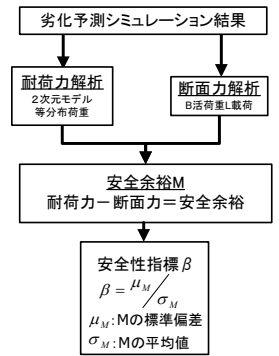 劣化予測シミュレーション結果
耐荷力解析
2次元モデル
等分布荷重
断面力解析
B活荷重L載荷
安全余裕M
耐荷力－断面力＝安全余裕
安全性指標β
β = μM / σM
μM:Mの標準偏差
σM:Mの平均値